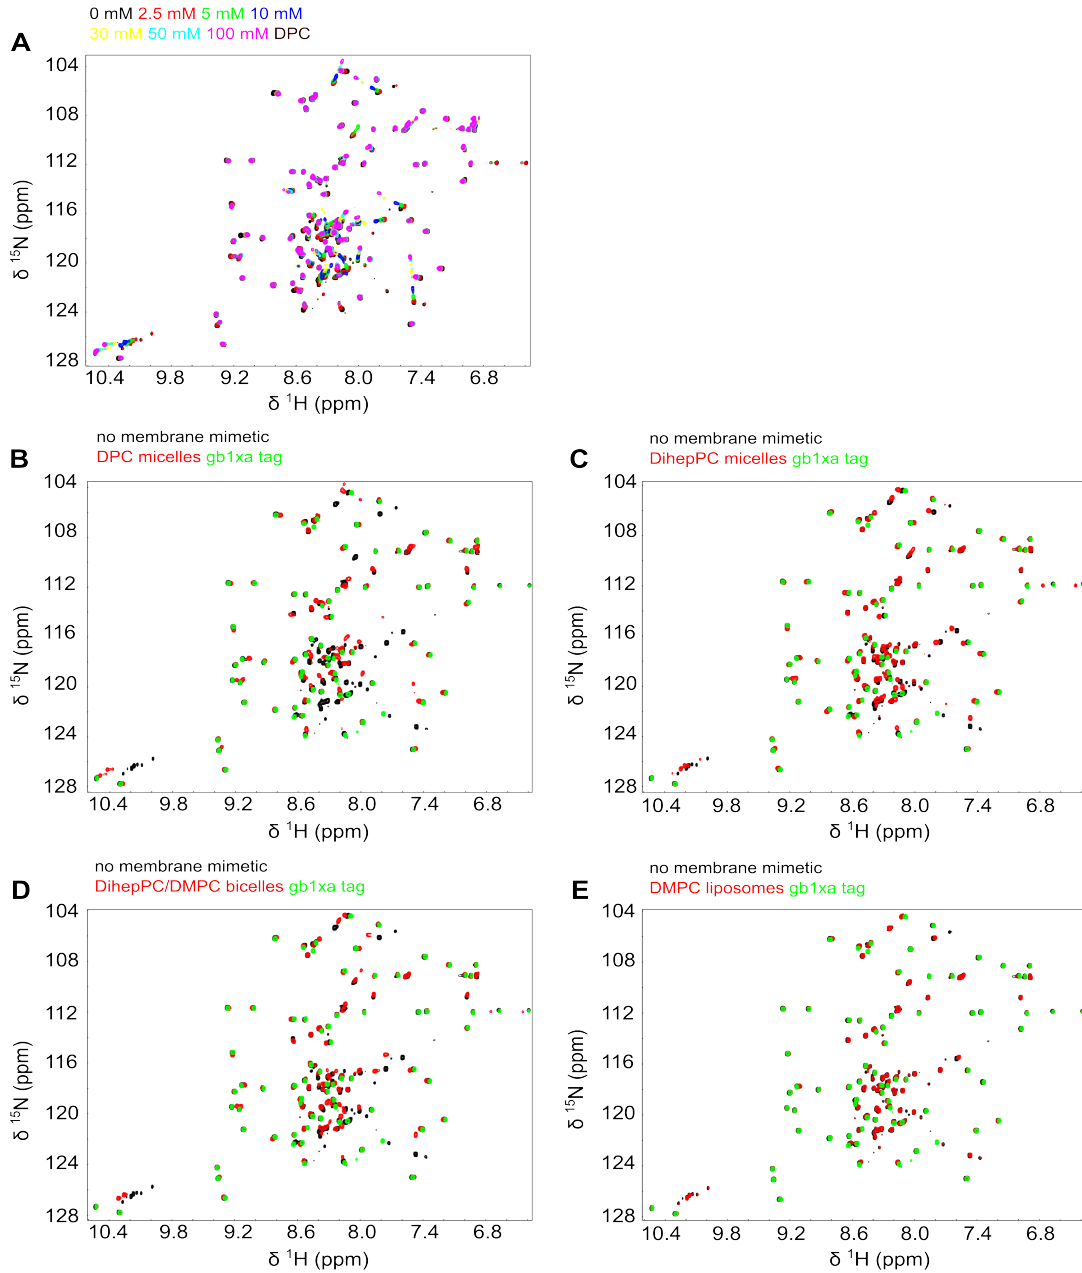 0 mM 2.5 mM 5 mM 10 mM
30 mM 50 mM 100 mM DPC
A
104
108
112
116
120
124
128
δ ¹⁵N (ppm)
10.4 9.8 9.2 8.6 8.0 7.4 6.8
δ ¹H (ppm)
no membrane mimetic
B
DPC micelles gb1xa tag
104
108
112
116
120
124
128
δ ¹⁵N (ppm)
10.4 9.8 9.2 8.6 8.0 7.4 6.8
δ ¹H (ppm)
no membrane mimetic
C
DihepPC micelles gb1xa tag
104
108
112
116
120
124
128
δ ¹⁵N (ppm)
10.4 9.8 9.2 8.6 8.0 7.4 6.8
δ ¹H (ppm)
no membrane mimetic
D
DihepPC/DMPC bicelles gb1xa tag
104
108
112
116
120
124
128
δ ¹⁵N (ppm)
10.4 9.8 9.2 8.6 8.0 7.4 6.8
δ ¹H (ppm)
no membrane mimetic
E
DMPC liposomes gb1xa tag
104
108
112
116
120
124
128
δ ¹⁵N (ppm)
10.4 9.8 9.2 8.6 8.0 7.4 6.8
δ ¹H (ppm)